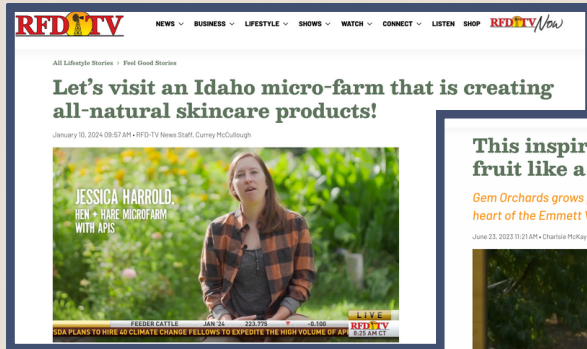 RFD TV
NEWS BUSINESS LIFESTYLE SHOWS WATCH CONNECT LISTEN SHOP RFD TV Now
All Lifestyle Stories > Feel Good Stories
Let's visit an Idaho micro-farm that is creating
all-natural skincare products!
January 10, 2024 09:57 AM • RFD-TV News Staff, Currey McCullough
JESSICA HARROLD,
HEN + HARE MICROFARM
WITH APIS
LIVE
FEEDER CATTLE JAN '24 223.775 ▼ -0.100 RFD TV
SDA PLANS TO HIRE 40 CLIMATE CHANGE FELLOWS TO EXPEDITE THE HIGH VOLUME OF AP 8:25 AM CT
This inspir
fruit like a
Gem Orchards grows
heart of the Emmett V
June 23, 2023 11:21 AM • Charlsie McKay